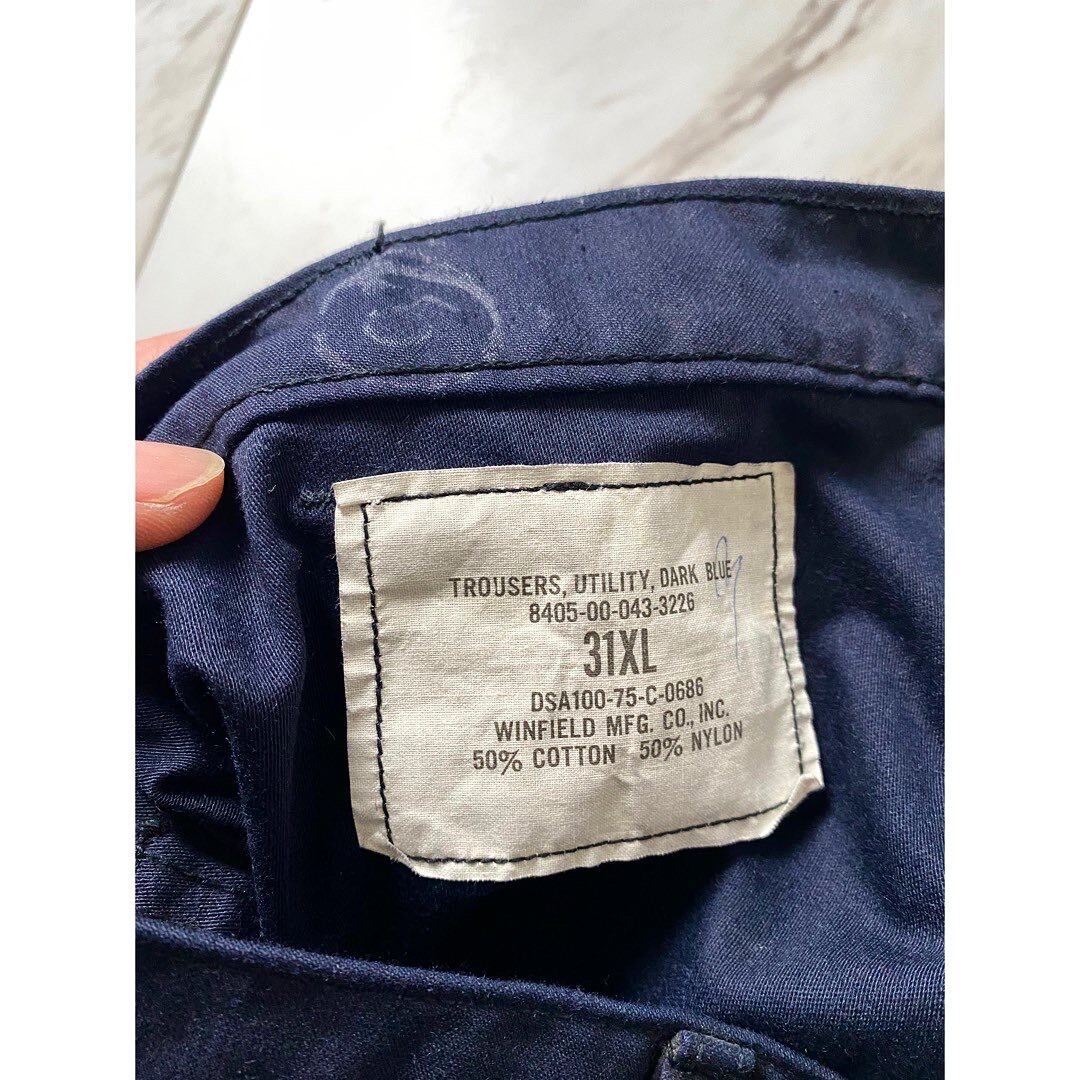 TROUSERS, UTILITY, DARK BLUE
8405-00-043-3226
31XL
DSA100-75-C-0686
WINFIELD MFG. CO., INC.
50% COTTON 50% NYLON